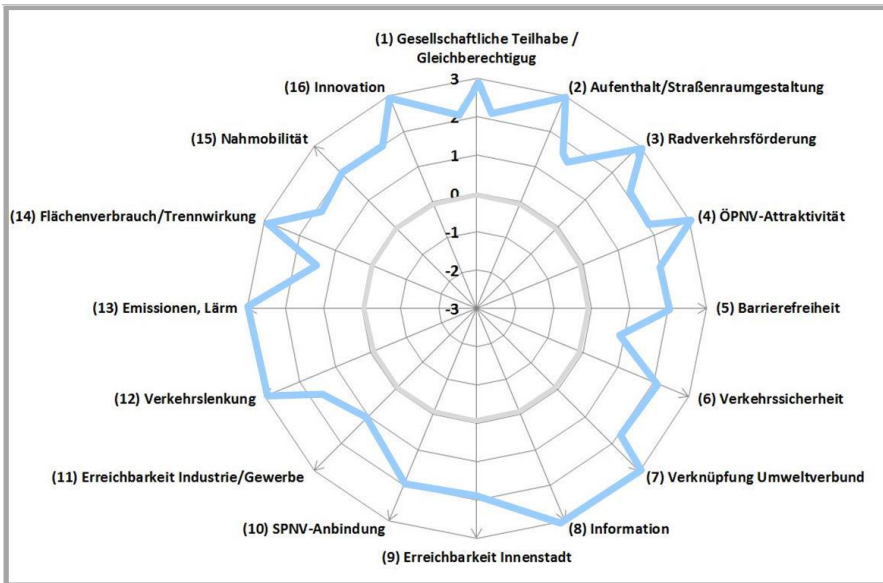 (1) Gesellschaftliche Teilhabe /
Gleichberechtigug
(2) Aufenthalt/Straßenraumgestaltung
(3) Radverkehrsförderung
(4) ÖPNV-Attraktivität
(5) Barrierefreiheit
(6) Verkehrssicherheit
(7) Verknüpfung Umweltverbund
(8) Information
(9) Erreichbarkeit Innenstadt
(10) SPNV-Anbindung
(11) Erreichbarkeit Industrie/Gewerbe
(12) Verkehrslenkung
(13) Emissionen, Lärm
(14) Flächenverbrauch/Trennwirkung
(15) Nahmobilität
(16) Innovation
3
2
1
0
-1
-2
-3